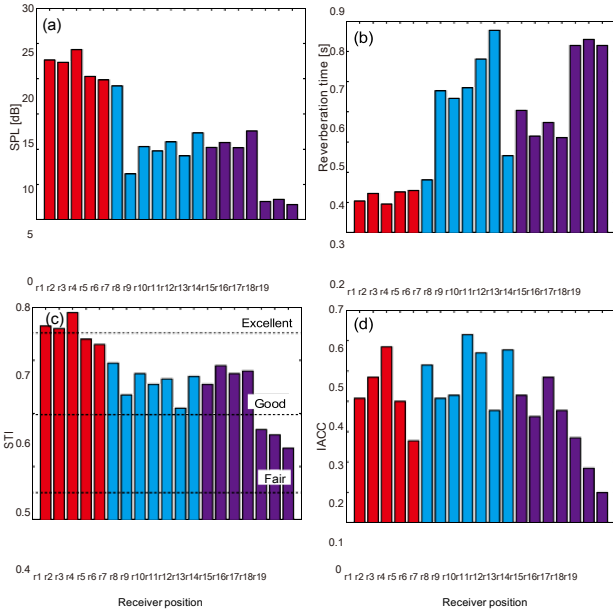 (a)
30
25
20
15
10
5
0
SPL [dB]
r1 r2 r3 r4 r5 r6 r7 r8 r9 r10r11r12r13r14r15r16r17r18r19
(b)
0.9
0.8
0.7
0.6
0.5
0.4
0.3
0.2
Reverberation time [s]
r1 r2 r3 r4 r5 r6 r7 r8 r9 r10r11r12r13r14r15r16r17r18r19
(c)
0.8
0.7
0.6
0.5
0.4
STI
Excellent
Good
Fair
r1 r2 r3 r4 r5 r6 r7 r8 r9 r10r11r12r13r14r15r16r17r18r19
Receiver position
(d)
0.7
0.6
0.5
0.4
0.3
0.2
0.1
0
IACC
r1 r2 r3 r4 r5 r6 r7 r8 r9 r10r11r12r13r14r15r16r17r18r19
Receiver position